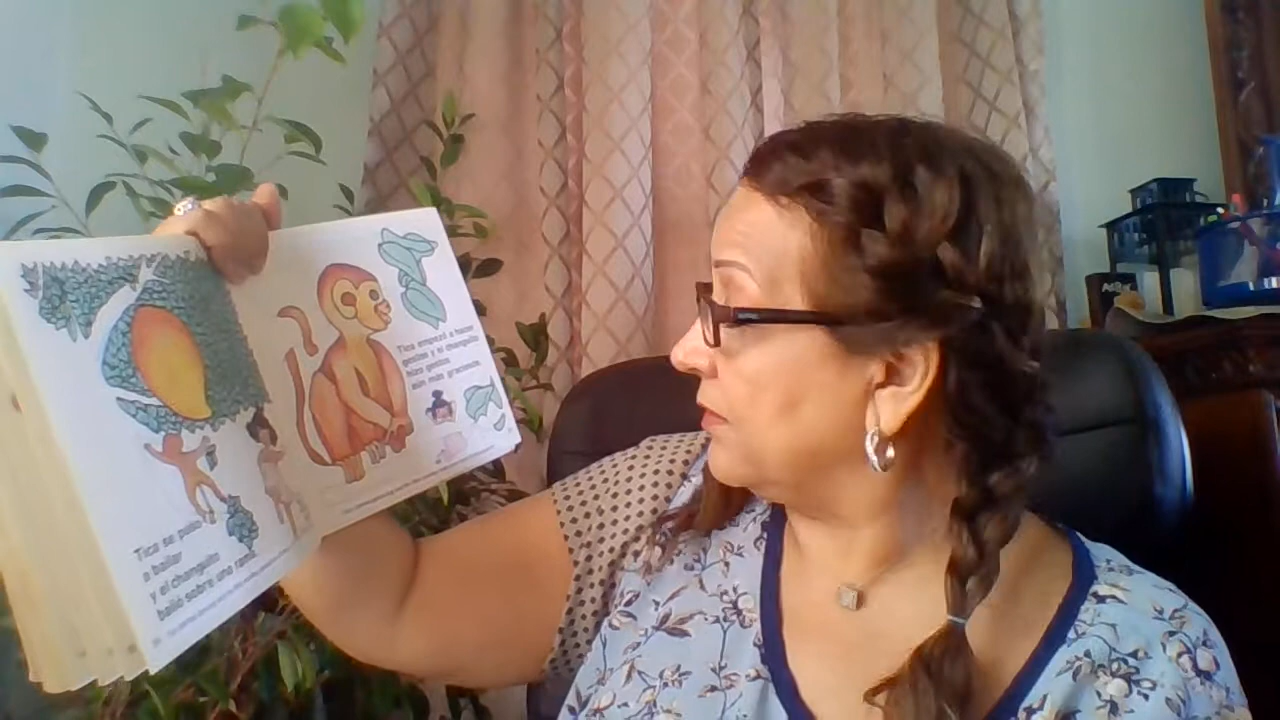 Tica se puso
a bailar
y el changuito
bailó sobre una rama.
Tica empezó a hacer
gestos y el changuito
hizo gestos
aún más graciosos.